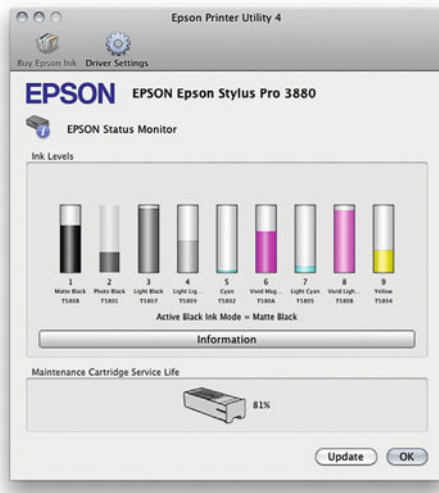 Epson Printer Utility 4
Buy Epson Ink Driver Settings
EPSON EPSON Epson Stylus Pro 3880
EPSON Status Monitor
Ink Levels
1 2 3 4 5 6 7 8 9
Matte Black Photo Black Light Black Light Lig... Cyan Vivid Mag... Light Cyan Vivid Ligh... Yellow
T5808 T5801 T5807 T5809 T5802 T580A T5805 T580B T5804
Active Black Ink Mode = Matte Black
Information
Maintenance Cartridge Service Life
81%
Update OK